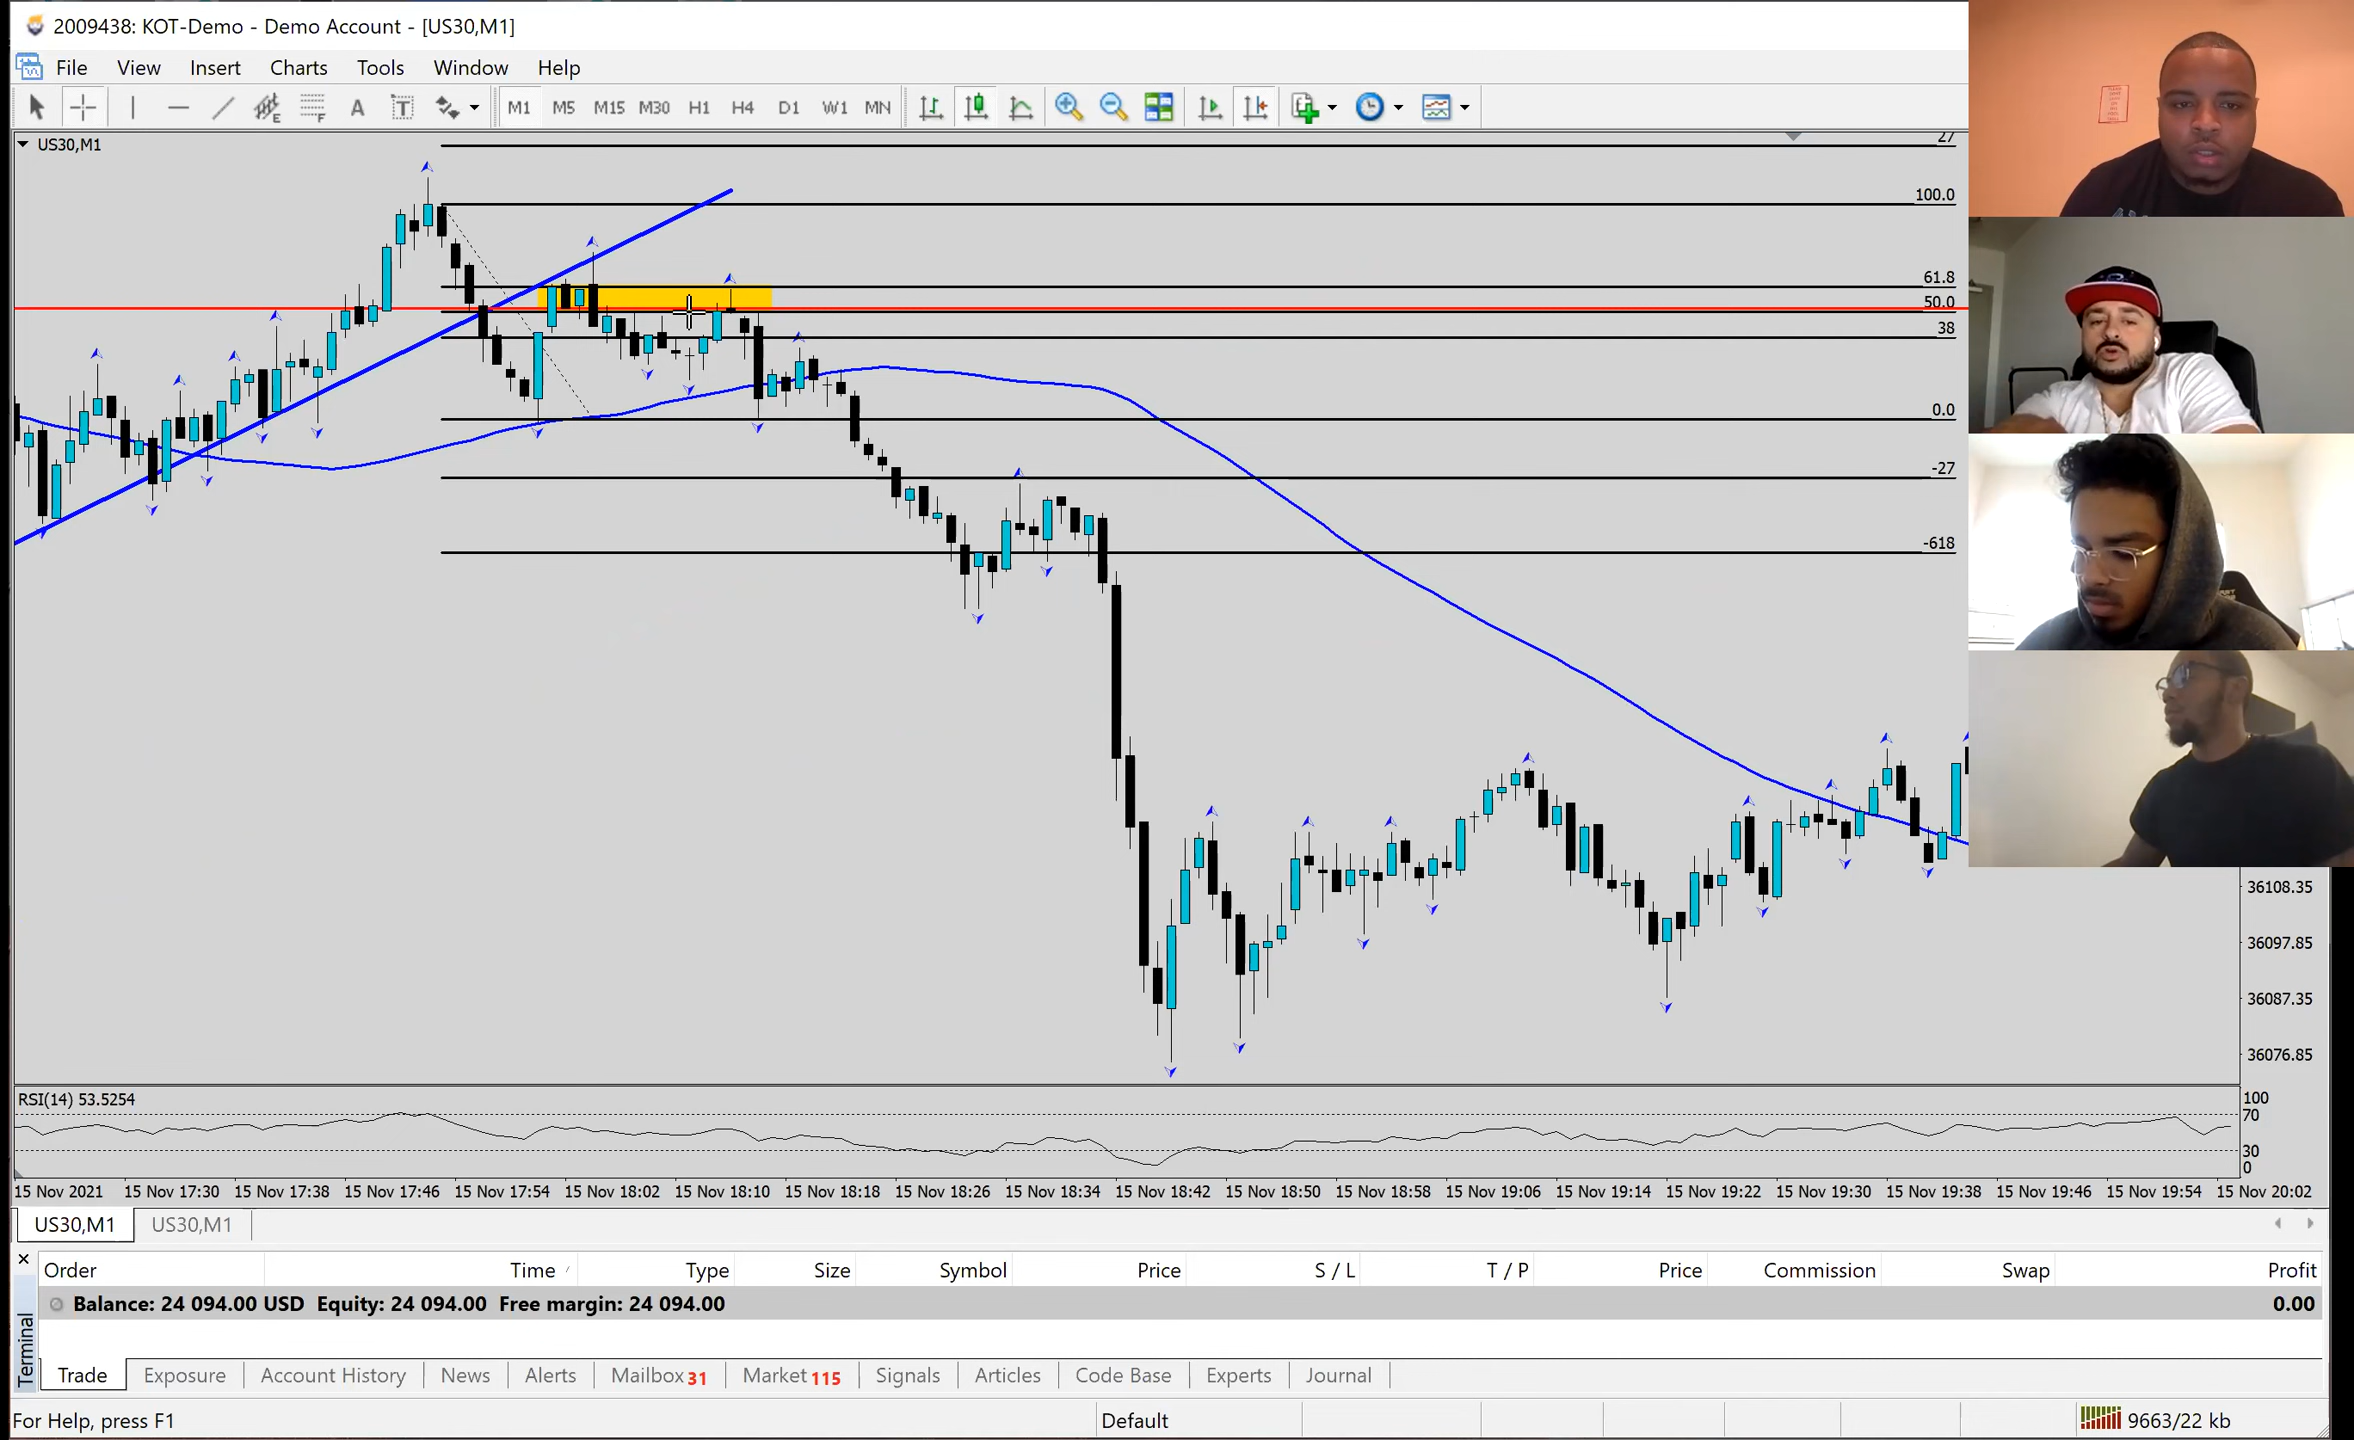 2009438: KOT-Demo - Demo Account - [US30,M1]
File View Insert Charts Tools Window Help
A T M1 M5 M15 M30 H1 H4 D1 W1 MN
US30,M1
27
100.0
61.8
50.0
38
0.0
-27
-618
36108.35
36097.85
36087.35
36076.85
RSI(14) 53.5254
100
70
30
0
15 Nov 2021 15 Nov 17:30 15 Nov 17:38 15 Nov 17:46 15 Nov 17:54 15 Nov 18:02 15 Nov 18:10 15 Nov 18:18 15 Nov 18:26 15 Nov 18:34 15 Nov 18:42 15 Nov 18:50 15 Nov 18:58 15 Nov 19:06 15 Nov 19:14 15 Nov 19:22 15 Nov 19:30 15 Nov 19:38 15 Nov 19:46 15 Nov 19:54 15 Nov 20:02
US30,M1 US30,M1
Order Time Type Size Symbol Price S / L T / P Price Commission Swap Profit
Balance: 24 094.00 USD Equity: 24 094.00 Free margin: 24 094.00 0.00
Terminal
Trade Exposure Account History News Alerts Mailbox 31 Market 115 Signals Articles Code Base Experts Journal
For Help, press F1 Default 9663/22 kb